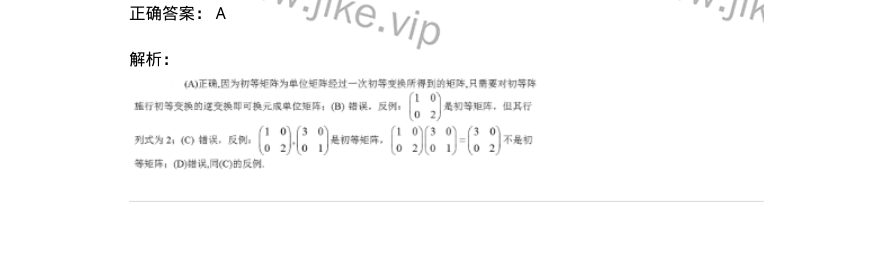 正确答案： A
.jike.vip
.jik
解析：
(A)正确,因为初等矩阵为单位矩阵经过一次初等变换所得到的矩阵,只需要对初等阵
施行初等变换的逆变换即可换元成单位矩阵；(B) 错误，反例：(1 0
0 2)是初等矩阵，但其行
列式为 2；(C) 错误，反例：(1 0
0 2),(3 0
0 1)是初等矩阵，(1 0
0 2)(3 0
0 1)=(3 0
0 2)不是初
等矩阵；(D)错误,同(C)的反例.